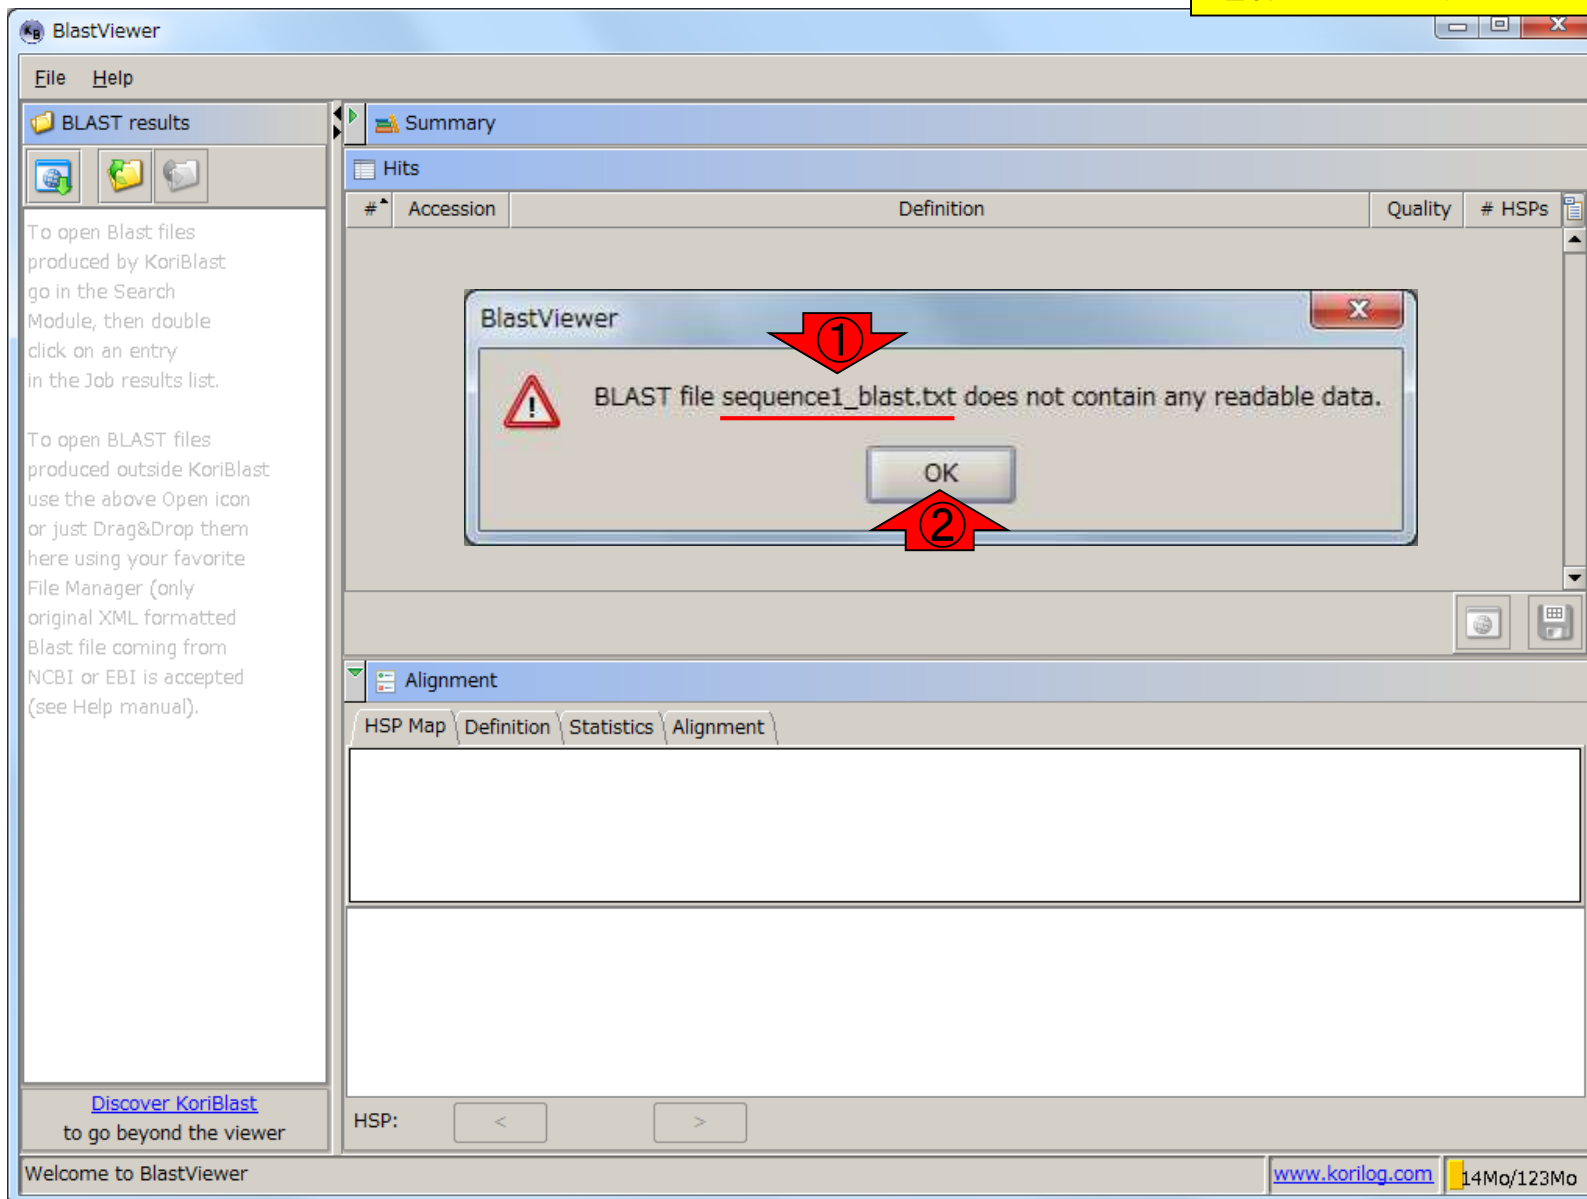 BlastViewer
File Help
BLAST results
To open Blast files
produced by KoriBlast
go in the Search
Module, then double
click on an entry
in the Job results list.
To open BLAST files
produced outside KoriBlast
use the above Open icon
or just Drag&Drop them
here using your favorite
File Manager (only
original XML formatted
Blast file coming from
NCBI or EBI is accepted
(see Help manual).
Discover KoriBlast
to go beyond the viewer
Summary
Hits
# Accession Definition Quality # HSPs
BlastViewer
①
BLAST file sequence1_blast.txt does not contain any readable data.
OK
②
Alignment
HSP Map Definition Statistics Alignment
HSP: < >
Welcome to BlastViewer
www.korilog.com
14Mo/123Mo